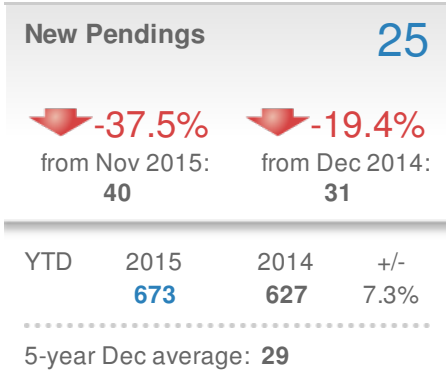 New Pendings 25
-37.5% -19.4%
from Nov 2015: from Dec 2014:
40 31
YTD 2015 2014 +/-
673 627 7.3%
5-year Dec average: 29